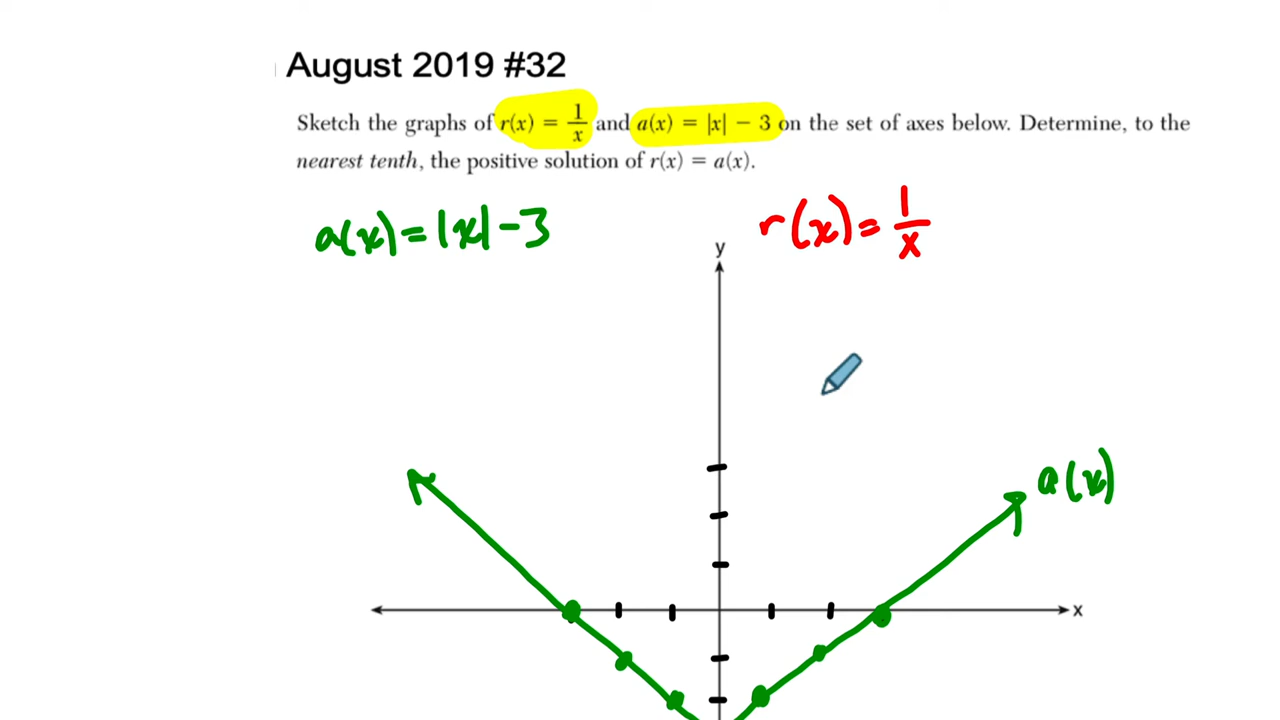 August 2019 #32
Sketch the graphs of r(x) = 1/x and a(x) = |x| − 3 on the set of axes below. Determine, to the
nearest tenth, the positive solution of r(x) = a(x).
a(x) = |x| − 3
r(x) = 1/x
y
a(x)
x